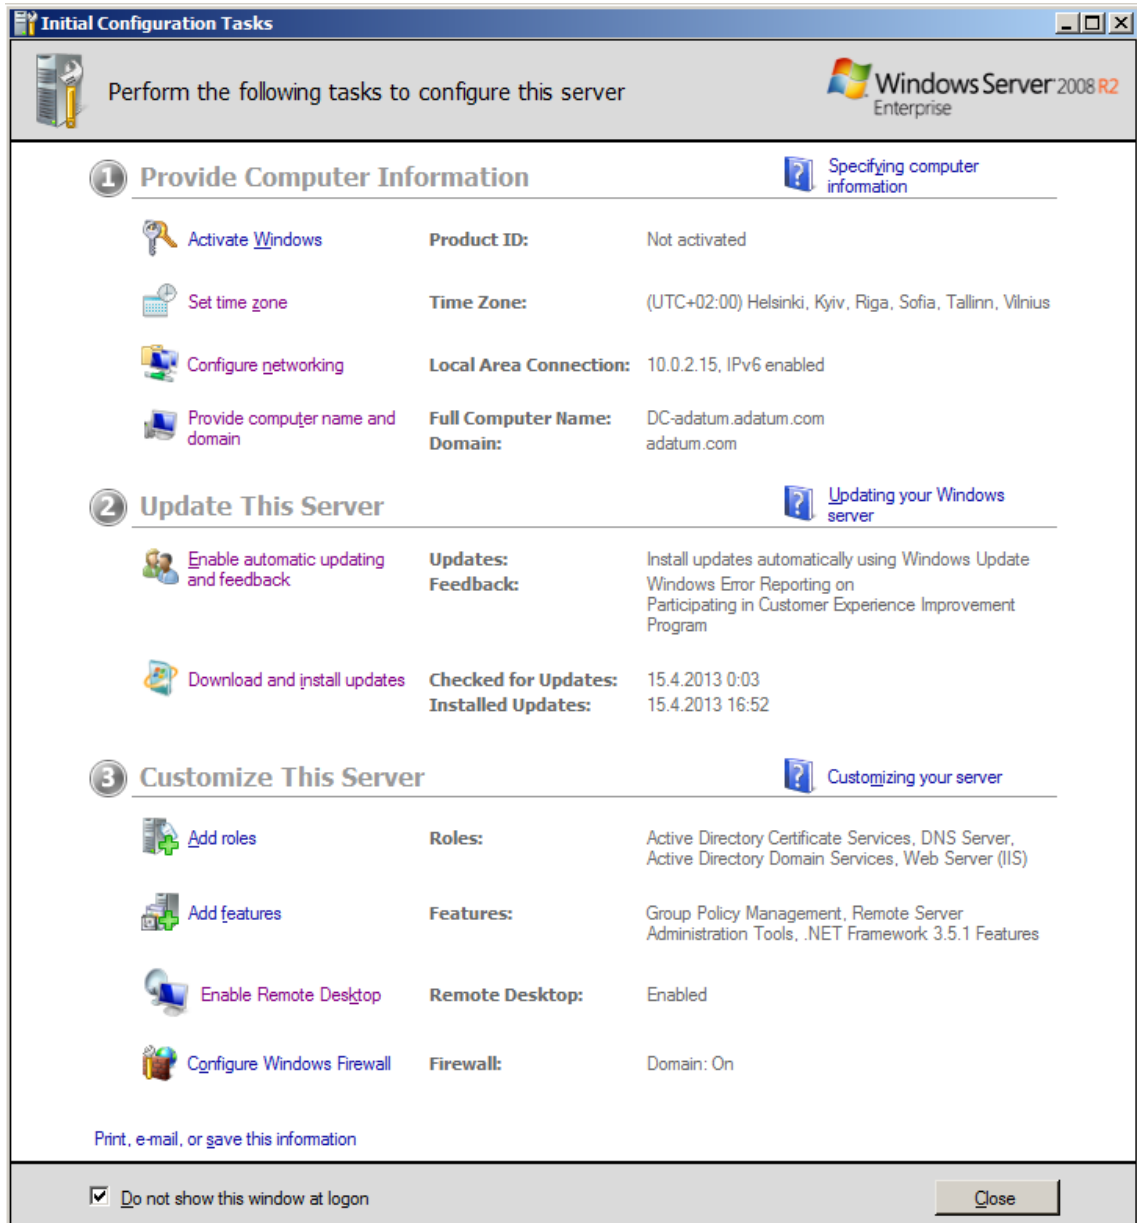 Initial Configuration Tasks
Perform the following tasks to configure this server
Windows Server 2008 R2
Enterprise
1 Provide Computer Information
Specifying computer
information
Activate Windows Product ID: Not activated
Set time zone Time Zone: (UTC+02:00) Helsinki, Kyiv, Riga, Sofia, Tallinn, Vilnius
Configure networking Local Area Connection: 10.0.2.15, IPv6 enabled
Provide computer name and Full Computer Name: DC-adatum.adatum.com
domain Domain: adatum.com
2 Update This Server
Updating your Windows
server
Enable automatic updating Updates: Install updates automatically using Windows Update
and feedback Feedback: Windows Error Reporting on
Participating in Customer Experience Improvement
Program
Download and install updates Checked for Updates: 15.4.2013 0:03
Installed Updates: 15.4.2013 16:52
3 Customize This Server
Customizing your server
Add roles Roles: Active Directory Certificate Services, DNS Server,
Active Directory Domain Services, Web Server (IIS)
Add features Features: Group Policy Management, Remote Server
Administration Tools, .NET Framework 3.5.1 Features
Enable Remote Desktop Remote Desktop: Enabled
Configure Windows Firewall Firewall: Domain: On
Print, e-mail, or save this information
Do not show this window at logon
Close